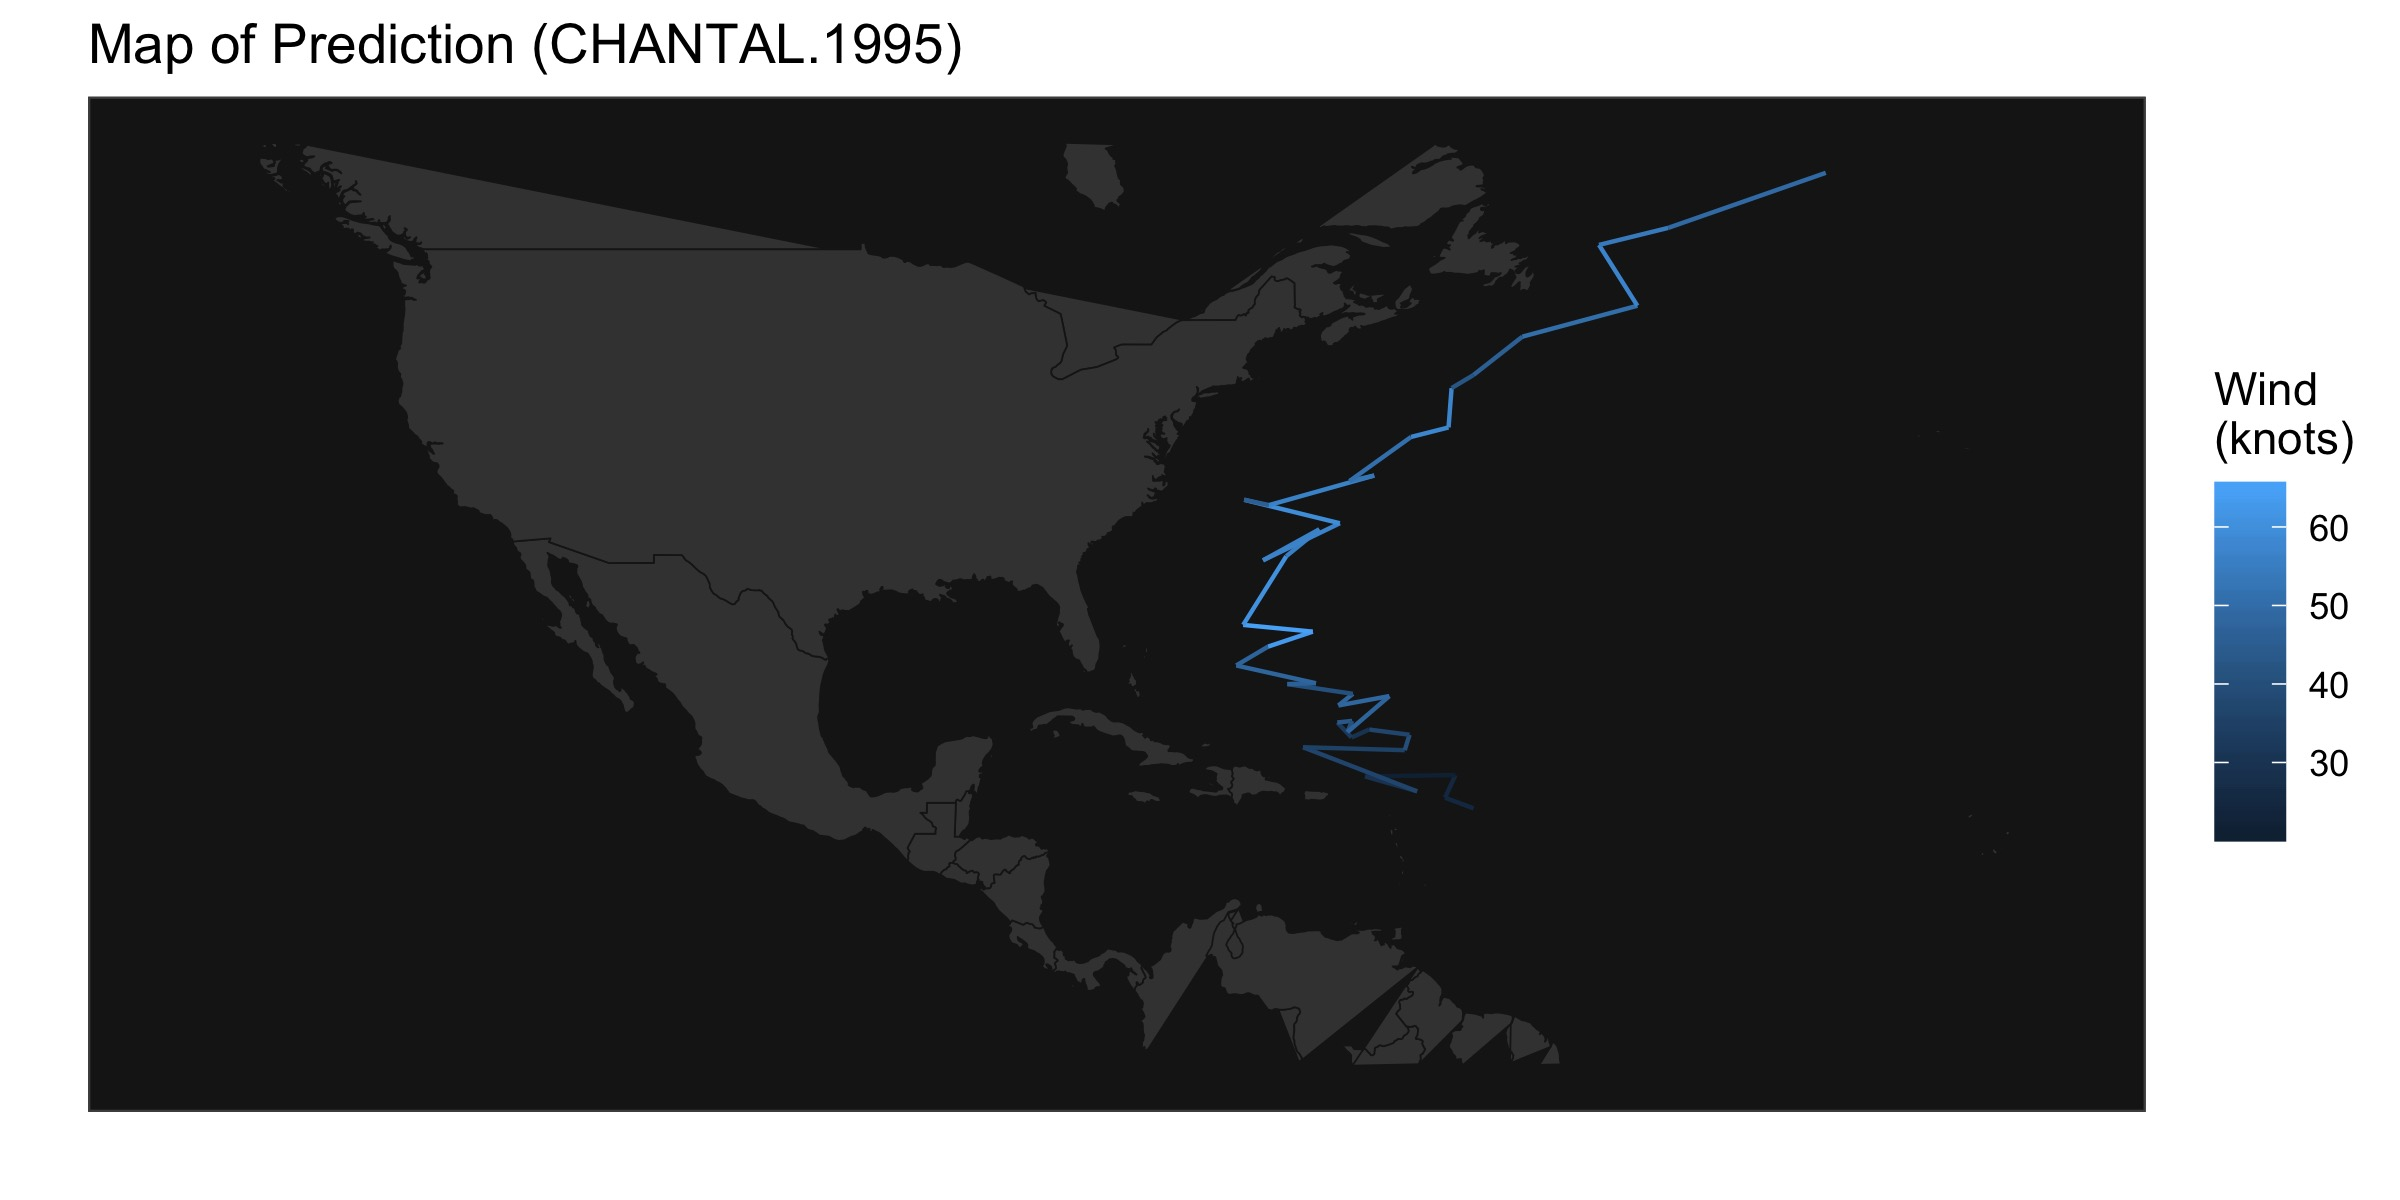 Map of Prediction (CHANTAL.1995)
Wind
(knots)
60
50
40
30